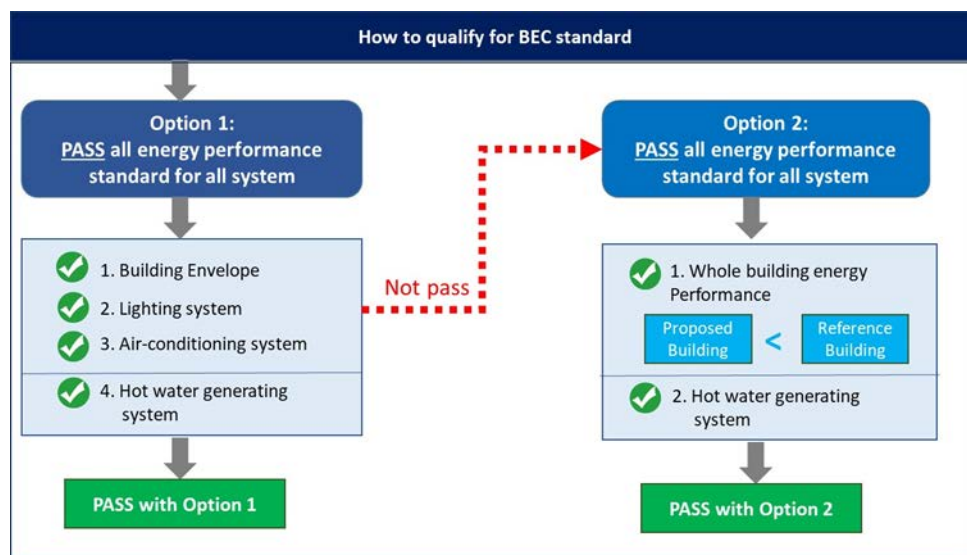 How to qualify for BEC standard
Option 1:
PASS all energy performance
standard for all system
1. Building Envelope
2. Lighting system
3. Air-conditioning system
4. Hot water generating
system
PASS with Option 1
Not pass
Option 2:
PASS all energy performance
standard for all system
1. Whole building energy
Performance
Proposed
Building
<
Reference
Building
2. Hot water generating
system
PASS with Option 2